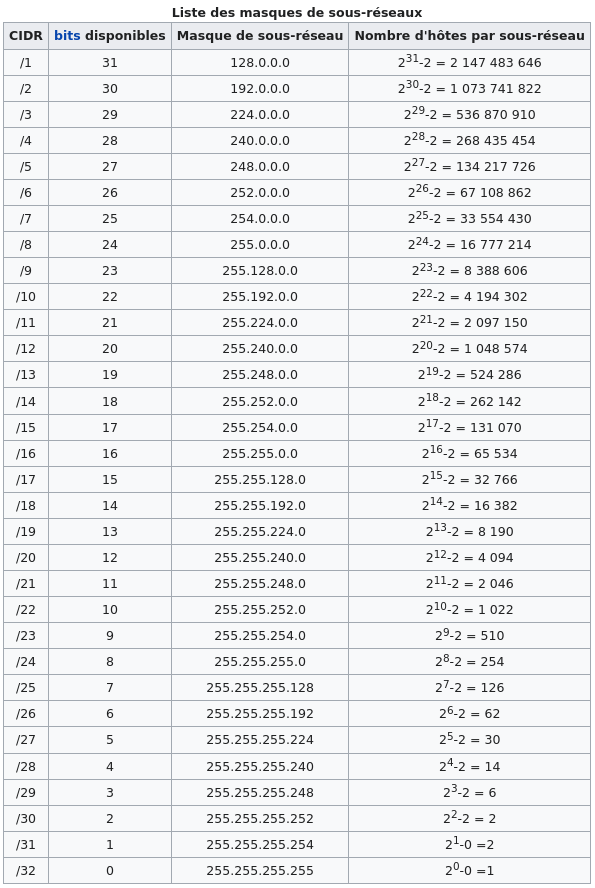 Liste des masques de sous-réseaux
CIDR bits disponibles Masque de sous-réseau Nombre d'hôtes par sous-réseau
/1 31 128.0.0.0 2^31-2 = 2 147 483 646
/2 30 192.0.0.0 2^30-2 = 1 073 741 822
/3 29 224.0.0.0 2^29-2 = 536 870 910
/4 28 240.0.0.0 2^28-2 = 268 435 454
/5 27 248.0.0.0 2^27-2 = 134 217 726
/6 26 252.0.0.0 2^26-2 = 67 108 862
/7 25 254.0.0.0 2^25-2 = 33 554 430
/8 24 255.0.0.0 2^24-2 = 16 777 214
/9 23 255.128.0.0 2^23-2 = 8 388 606
/10 22 255.192.0.0 2^22-2 = 4 194 302
/11 21 255.224.0.0 2^21-2 = 2 097 150
/12 20 255.240.0.0 2^20-2 = 1 048 574
/13 19 255.248.0.0 2^19-2 = 524 286
/14 18 255.252.0.0 2^18-2 = 262 142
/15 17 255.254.0.0 2^17-2 = 131 070
/16 16 255.255.0.0 2^16-2 = 65 534
/17 15 255.255.128.0 2^15-2 = 32 766
/18 14 255.255.192.0 2^14-2 = 16 382
/19 13 255.255.224.0 2^13-2 = 8 190
/20 12 255.255.240.0 2^12-2 = 4 094
/21 11 255.255.248.0 2^11-2 = 2 046
/22 10 255.255.252.0 2^10-2 = 1 022
/23 9 255.255.254.0 2^9-2 = 510
/24 8 255.255.255.0 2^8-2 = 254
/25 7 255.255.255.128 2^7-2 = 126
/26 6 255.255.255.192 2^6-2 = 62
/27 5 255.255.255.224 2^5-2 = 30
/28 4 255.255.255.240 2^4-2 = 14
/29 3 255.255.255.248 2^3-2 = 6
/30 2 255.255.255.252 2^2-2 = 2
/31 1 255.255.255.254 2^1-0 =2
/32 0 255.255.255.255 2^0-0 =1